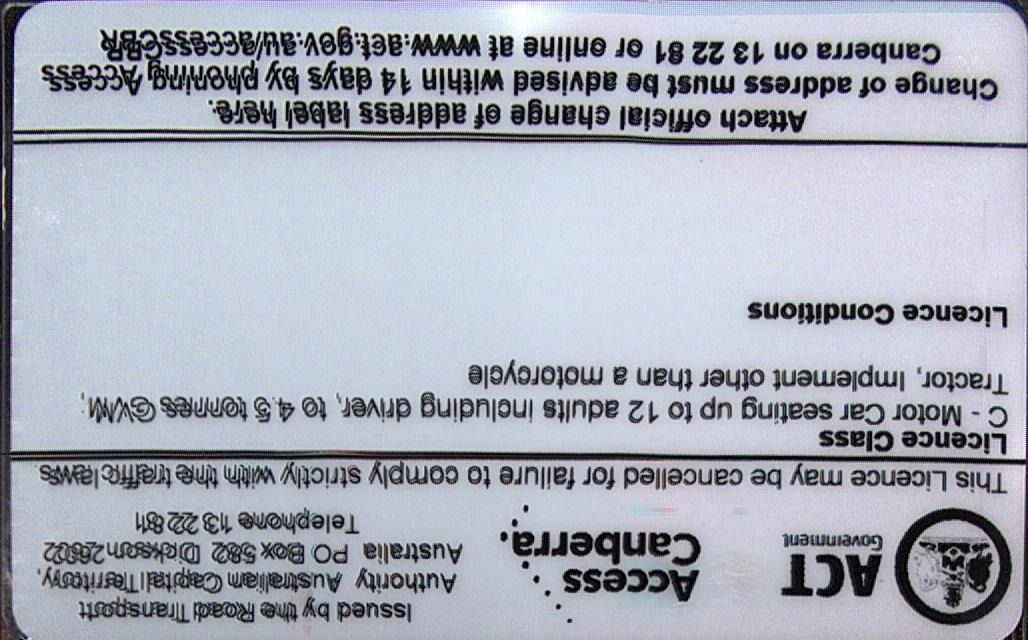 ACT
Government
Access
Canberra.
Issued by the Road Transport
Authority Australian Capital Territory,
Australia PO Box 582 Dickson 2602
Telephone 13 22 81
This Licence may be cancelled for failure to comply strictly with the traffic laws
Licence Class
C - Motor Car seating up to 12 adults including driver, to 4.5 tonnes GVM,
Tractor, Implement other than a motorcycle
Licence Conditions
Attach official change of address label here.
Change of address must be advised within 14 days by phoning Access
Canberra on 13 22 81 or online at www.act.gov.au/accessCBR